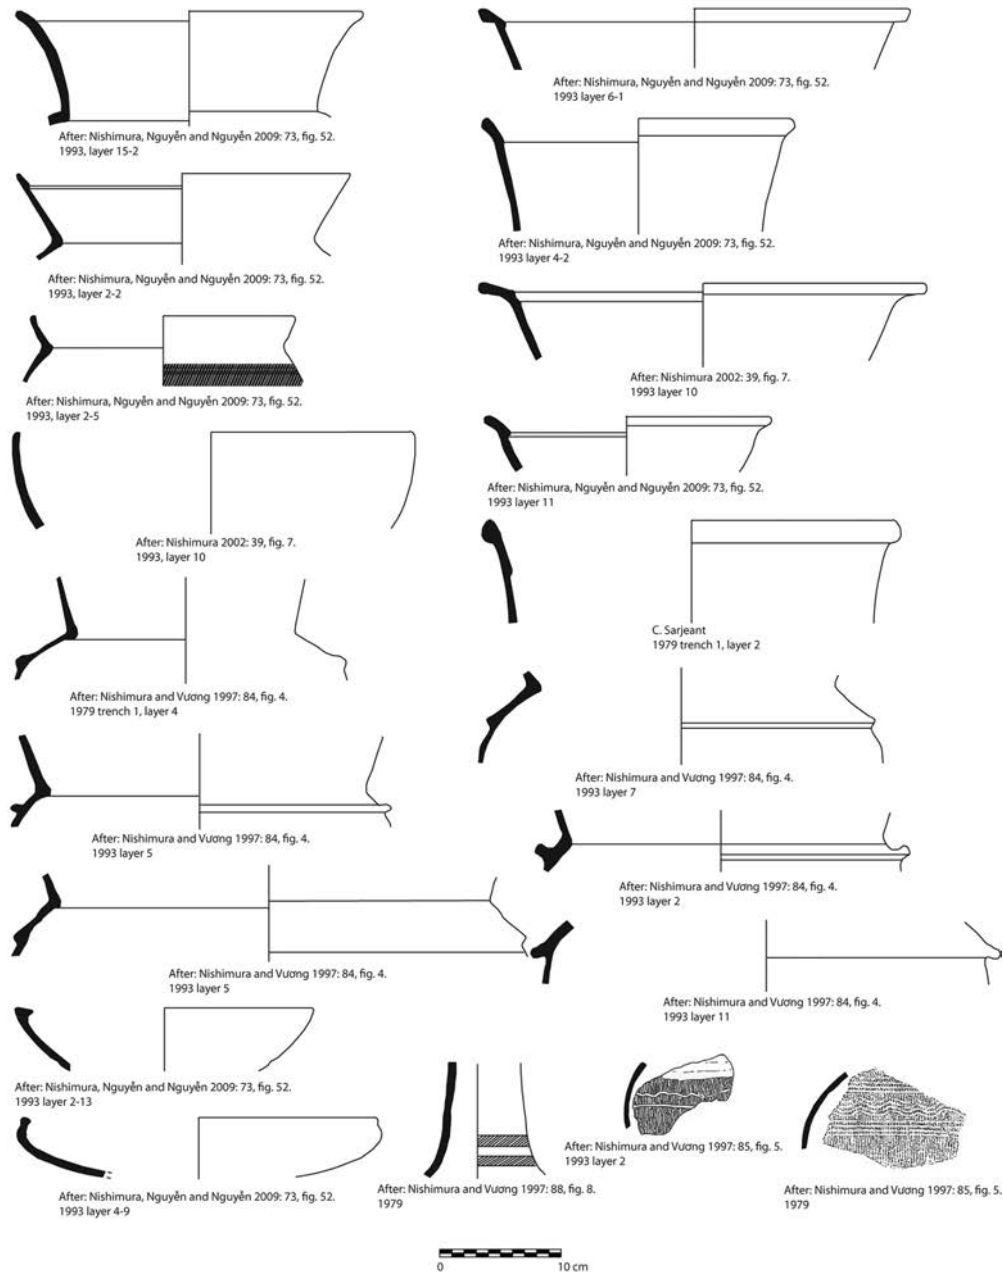 After: Nishimura, Nguyễn and Nguyễn 2009: 73, fig. 52.
1993, layer 15-2
After: Nishimura, Nguyễn and Nguyễn 2009: 73, fig. 52.
1993 layer 6-1
After: Nishimura, Nguyễn and Nguyễn 2009: 73, fig. 52.
1993, layer 2-2
After: Nishimura, Nguyễn and Nguyễn 2009: 73, fig. 52.
1993 layer 4-2
After: Nishimura, Nguyễn and Nguyễn 2009: 73, fig. 52.
1993, layer 2-5
After: Nishimura 2002: 39, fig. 7.
1993 layer 10
After: Nishimura 2002: 39, fig. 7.
1993, layer 10
After: Nishimura, Nguyễn and Nguyễn 2009: 73, fig. 52.
1993 layer 11
C. Sarjeant
1979 trench 1, layer 2
After: Nishimura and Vương 1997: 84, fig. 4.
1979 trench 1, layer 4
After: Nishimura and Vương 1997: 84, fig. 4.
1993 layer 7
After: Nishimura and Vương 1997: 84, fig. 4.
1993 layer 5
After: Nishimura and Vương 1997: 84, fig. 4.
1993 layer 2
After: Nishimura and Vương 1997: 84, fig. 4.
1993 layer 5
After: Nishimura and Vương 1997: 84, fig. 4.
1993 layer 11
After: Nishimura, Nguyễn and Nguyễn 2009: 73, fig. 52.
1993 layer 2-13
After: Nishimura, Nguyễn and Nguyễn 2009: 73, fig. 52.
1993 layer 4-9
After: Nishimura and Vương 1997: 88, fig. 8.
1979
After: Nishimura and Vương 1997: 85, fig. 5.
1993 layer 2
After: Nishimura and Vương 1997: 85, fig. 5.
1979
0 10 cm